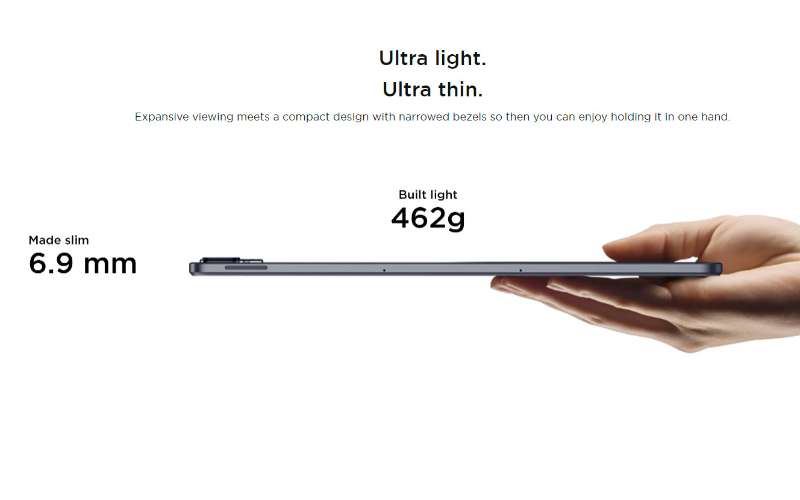 Ultra light.
Ultra thin.
Expansive viewing meets a compact design with narrowed bezels so then you can enjoy holding it in one hand.
Built light
462g
Made slim
6.9 mm